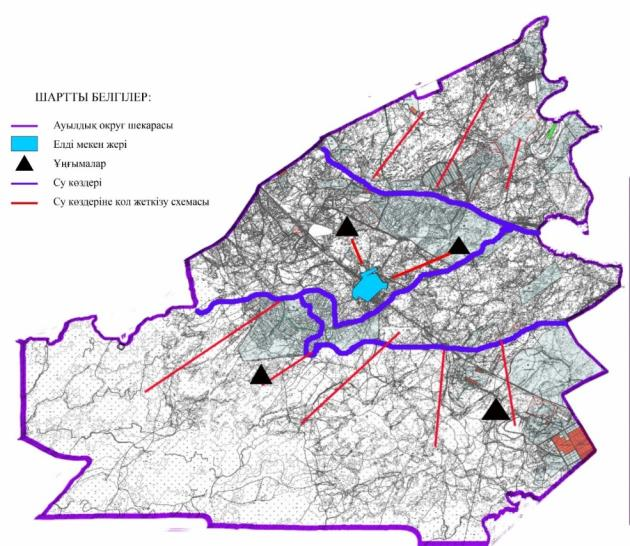 ШАРТТЫ БЕЛГІЛЕР:
Ауылдық округ шекарасы
Елді мекен жері
Ұңғымалар
Су көздері
Су көздеріне қол жеткізу схемасы